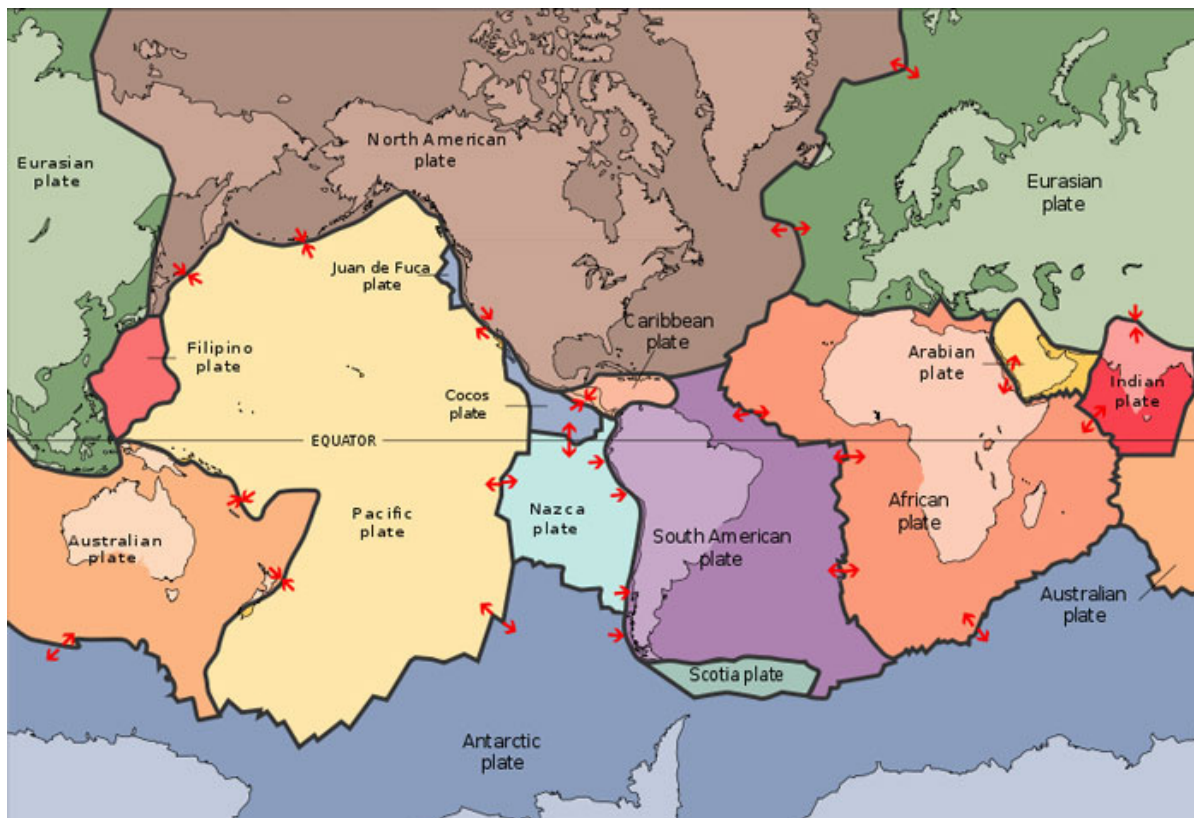 North American
plate
Eurasian
plate
Eurasian
plate
Juan de Fuca
plate
Caribbean
plate
Filipino
plate
Arabian
plate
Indian
plate
Cocos
plate
EQUATOR
African
plate
Nazca
plate
Pacific
plate
South American
plate
Australian
plate
Australian
plate
Scotia plate
Antarctic
plate